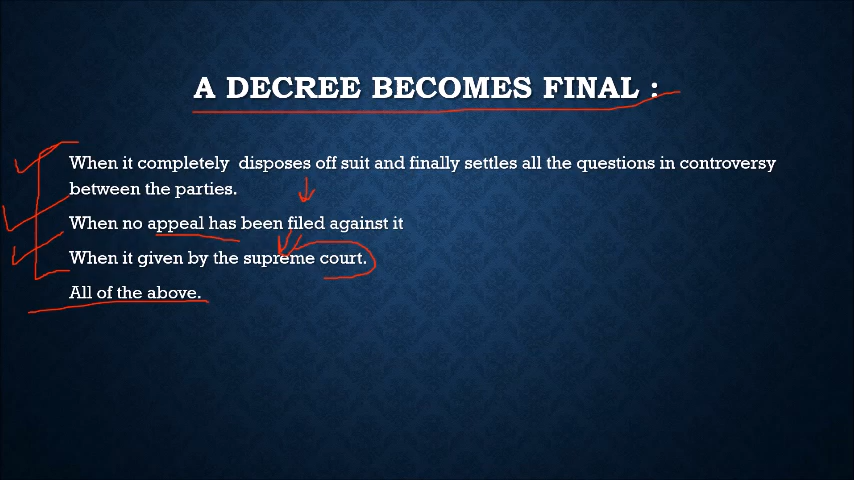 A DECREE BECOMES FINAL :
When it completely disposes off suit and finally settles all the questions in controversy
between the parties.
When no appeal has been filed against it
When it given by the supreme court.
All of the above.